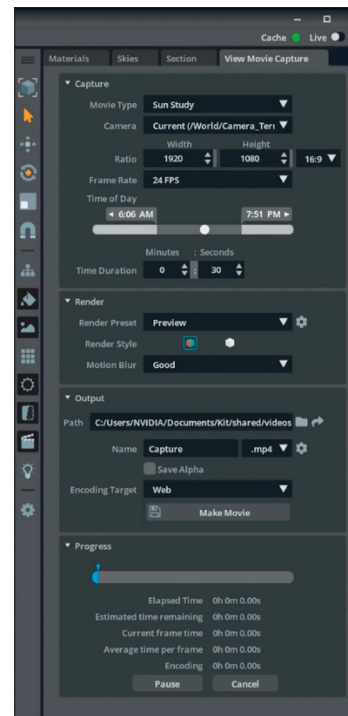 Cache Live
Materials Skies Section View Movie Capture
Capture
Movie Type Sun Study
Camera Current (/World/Camera_Terr
Width Height
Ratio 1920 1080 16:9
Frame Rate 24 FPS
Time of Day
6:06 AM 7:51 PM
Minutes : Seconds
Time Duration 0 : 30
Render
Render Preset Preview
Render Style
Motion Blur Good
Output
Path C:/Users/NVIDIA/Documents/Kit/shared/videos
Name Capture .mp4
Save Alpha
Encoding Target Web
Make Movie
Progress
Elapsed Time 0h 0m 0.00s
Estimated time remaining 0h 0m 0.00s
Current frame time 0h 0m 0.00s
Average time per frame 0h 0m 0.00s
Encoding 0h 0m 0.00s
Pause Cancel